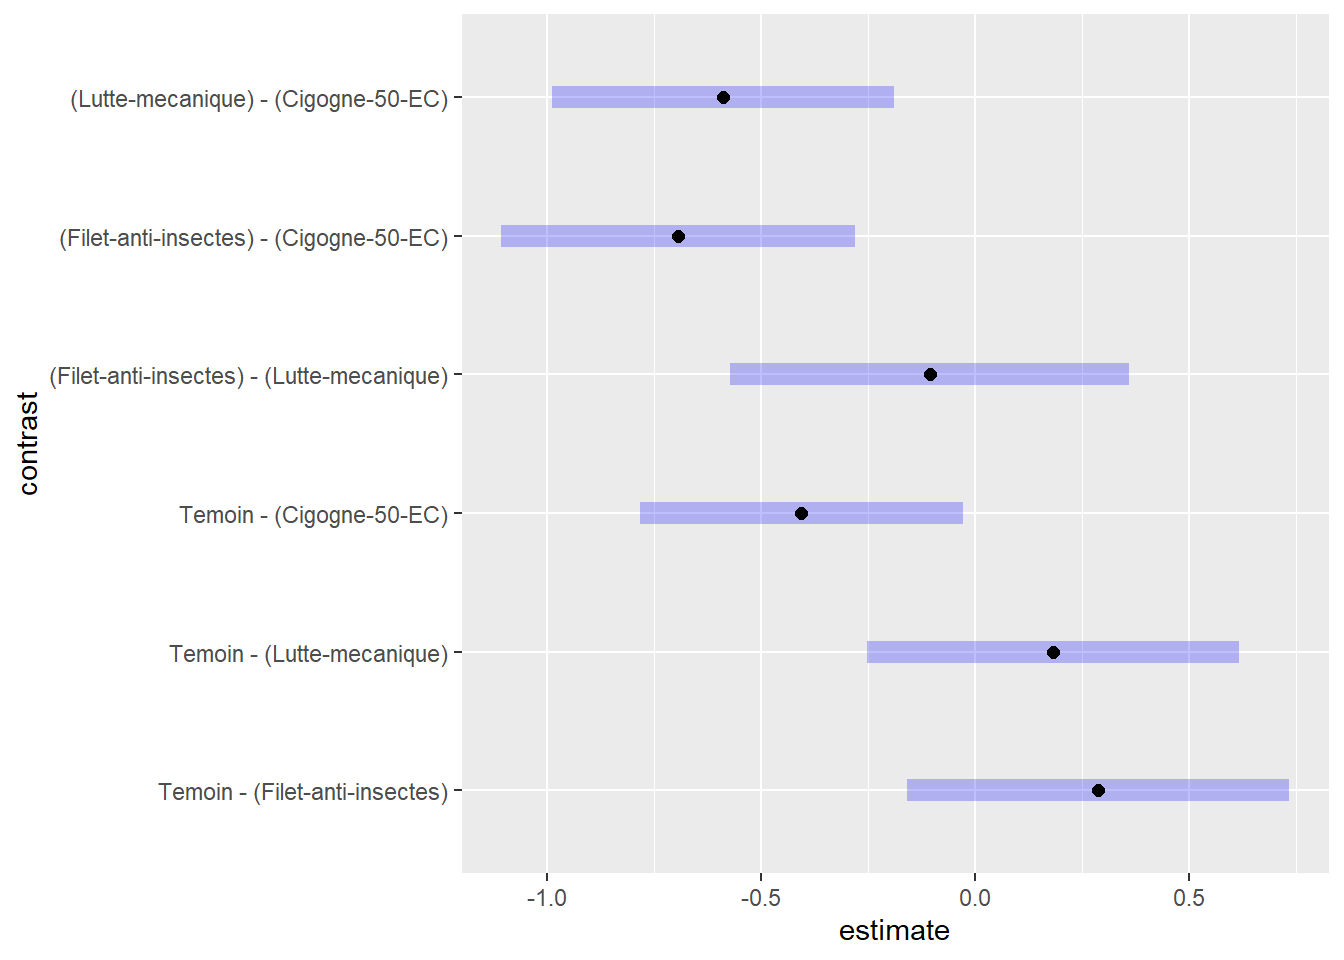 (Lutte-mecanique) - (Cigogne-50-EC)
(Filet-anti-insectes) - (Cigogne-50-EC)
(Filet-anti-insectes) - (Lutte-mecanique)
Temoin - (Cigogne-50-EC)
Temoin - (Lutte-mecanique)
Temoin - (Filet-anti-insectes)
contrast
-1.0 -0.5 0.0 0.5
estimate